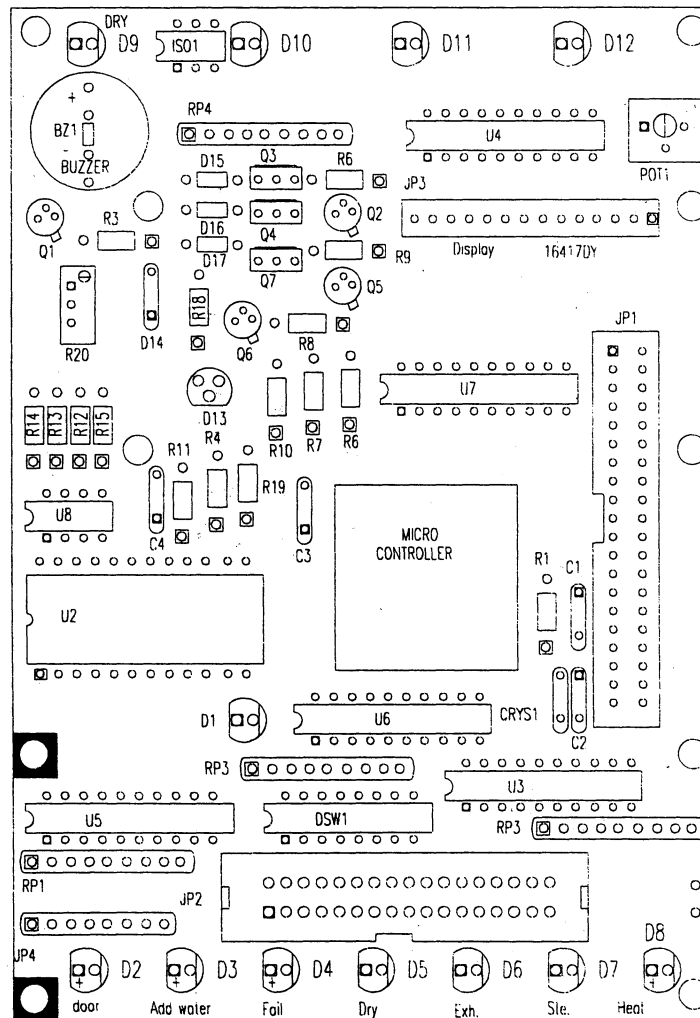 DRY
D9
ISO1
D10
D11
D12
+
BZ1
-
BUZZER
RP4
U4
POTi
D15
Q3
R6
JP3
Q1
R3
D16
Q4
Q2
D17
Q7
R9
Display 16417DY
Q5
R20
D14
R18
Q6
R8
JP1
D13
U7
R14
R13
R12
R15
R10
R7
R6
R11
R4
R19
U8
C4
C3
MICRO
CONTROLLER
R1
C1
U2
D1
U6
CRYS1
C2
RP3
U3
U5
DSW1
RP3
RP1
JP2
JP4
D8
D2
D3
D4
D5
D6
D7
+
+
+
+
door
Add water
Fail
Dry
Exh.
Ste.
Heat